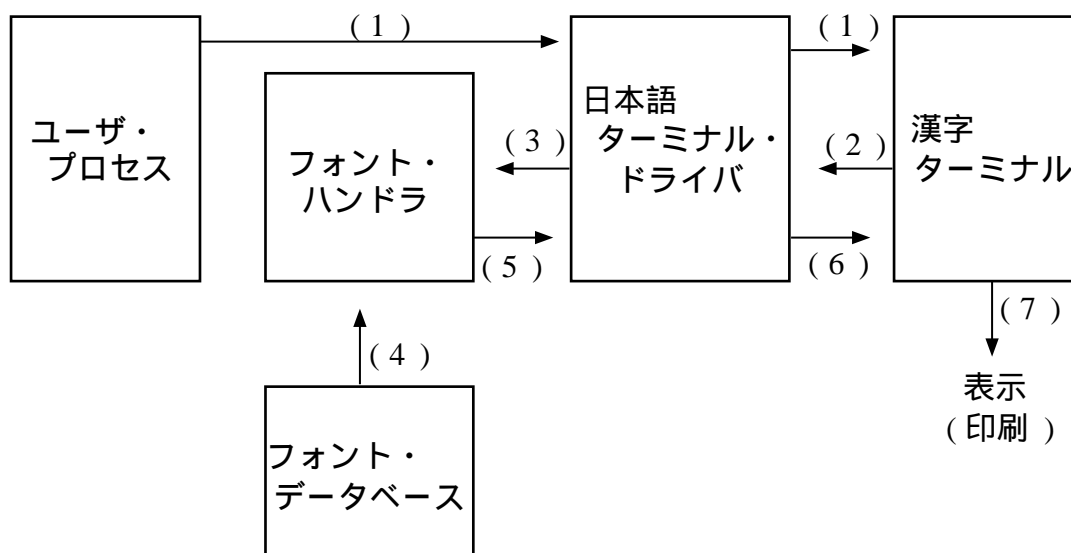 ( 1 )
( 1 )
ユーザ・
プロセス
フォント・
ハンドラ
( 3 )
日本語
ターミナル・
ドライバ
( 2 )
漢字
ターミナル
( 5 )
( 6 )
( 7 )
( 4 )
表示
( 印刷 )
フォント・
データベース